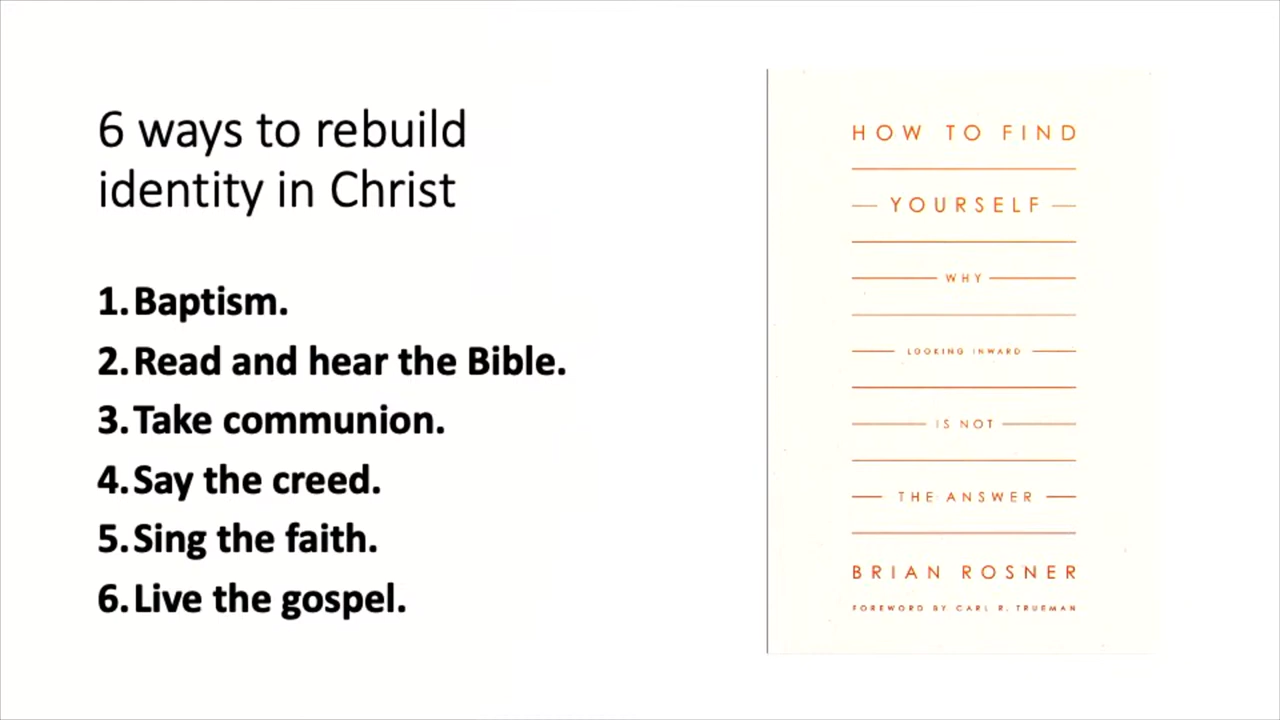 6 ways to rebuild
identity in Christ
1. Baptism.
2. Read and hear the Bible.
3. Take communion.
4. Say the creed.
5. Sing the faith.
6. Live the gospel.
HOW TO FIND
YOURSELF
WHY
LOOKING INWARD
IS NOT
THE ANSWER
BRIAN ROSNER
FOREWORD BY CARL R. TRUEMAN